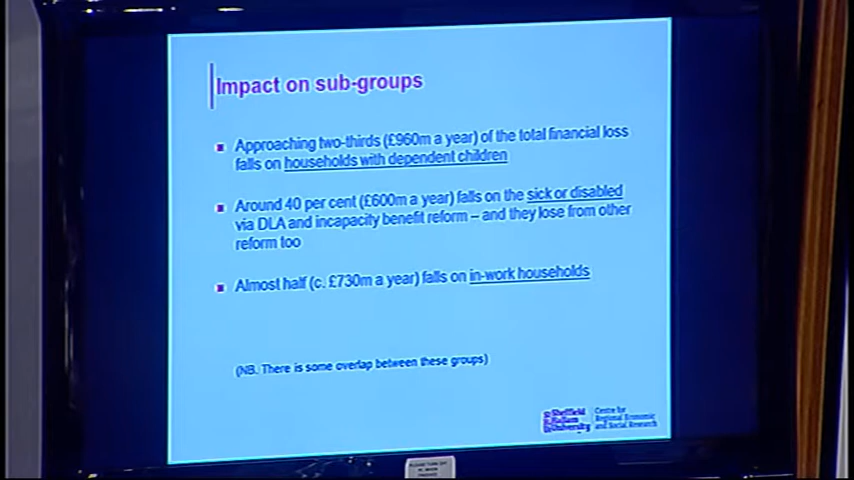 Impact on sub-groups
Approaching two-thirds (£960m a year) of the total financial loss
falls on households with dependent children
Around 40 per cent (£600m a year) falls on the sick or disabled
via DLA and incapacity benefit reform – and they lose from other
reform too
Almost half (c. £730m a year) falls on in-work households
(NB. There is some overlap between these groups)
Sheffield
Hallam
University
Centre for
Regional Economic
and Social Research